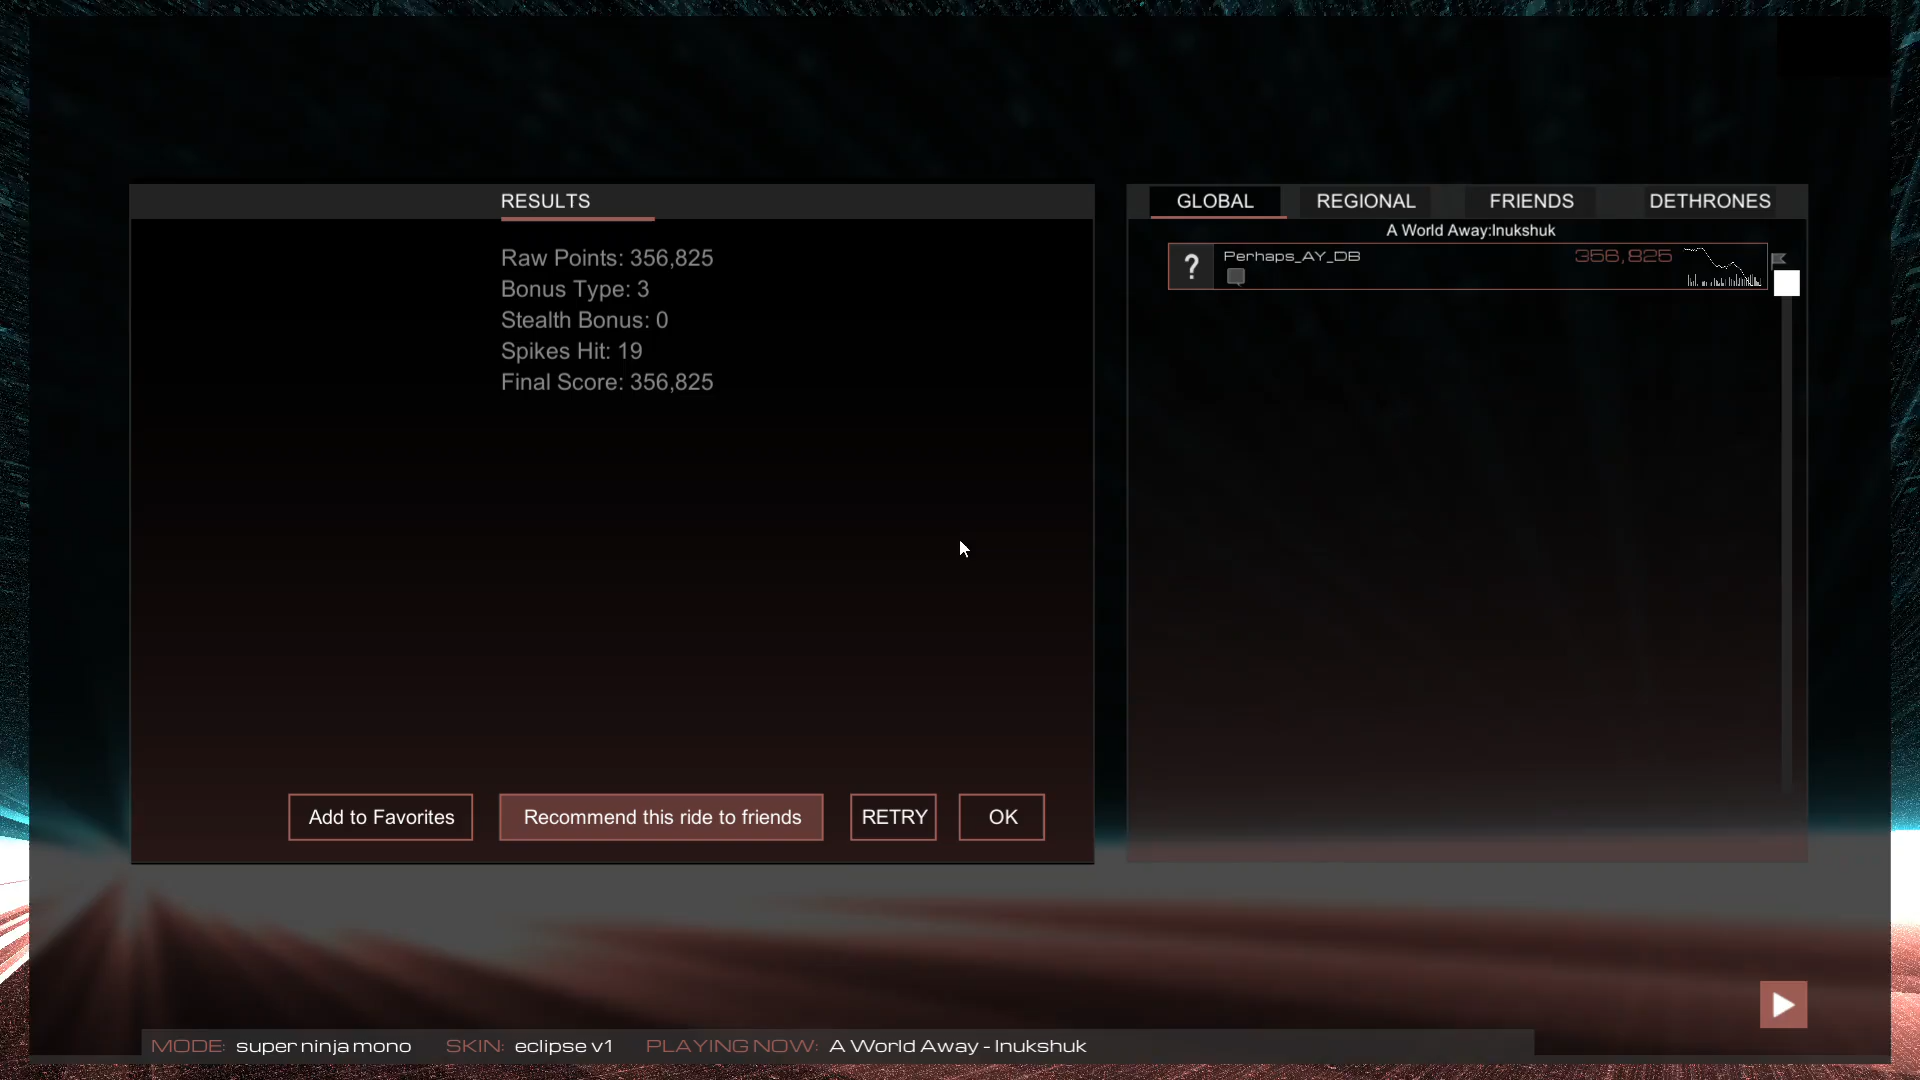 RESULTS
Raw Points: 356,825
Bonus Type: 3
Stealth Bonus: 0
Spikes Hit: 19
Final Score: 356,825
Add to Favorites
Recommend this ride to friends
RETRY
OK
GLOBAL REGIONAL FRIENDS DETHRONES
A World Away:Inukshuk
? Perhaps_AY_DB 356,825
MODE: super ninja mono SKIN: eclipse v1 PLAYING NOW: A World Away - Inukshuk